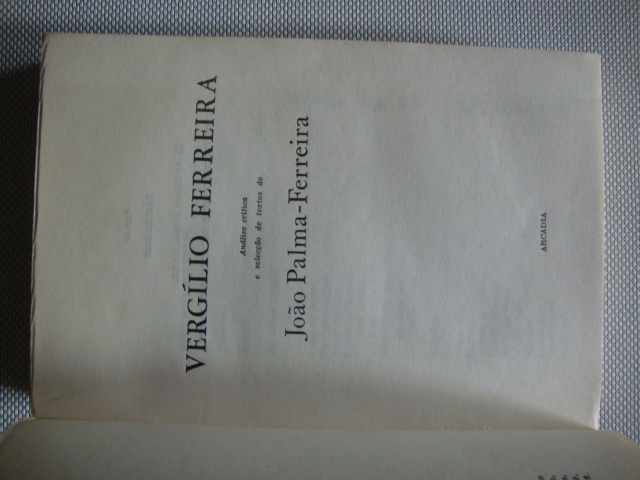 VERGÍLIO FERREIRA
Análise crítica
e selecção de textos de
João Palma-Ferreira
ARCADIA